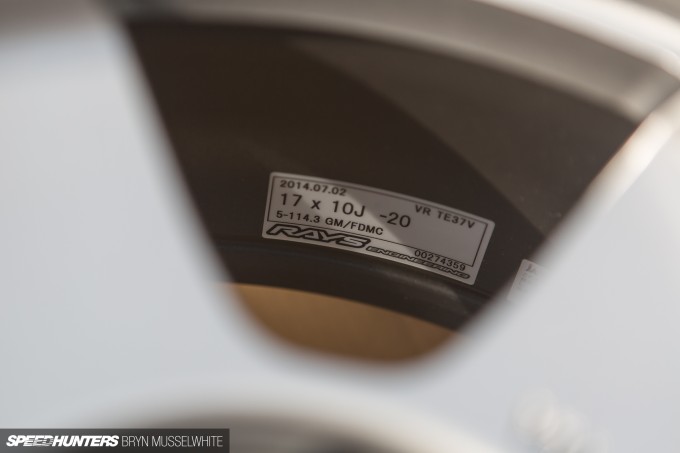 2014.07.02
17 x 10J -20 VR TE37V
5-114.3 GM/FDMC
RAYS ENGINEERING 00274359
SPEEDHUNTERS BRYN MUSSELWHITE